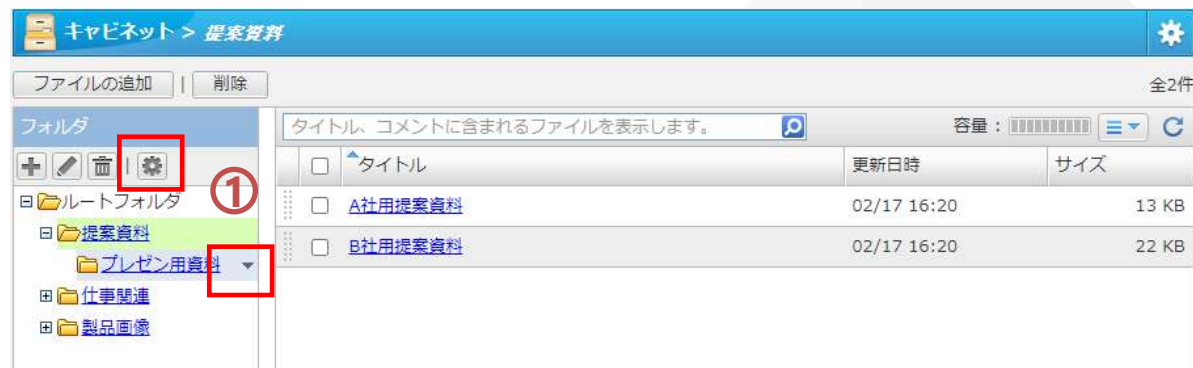 キャビネット > 提案資料
ファイルの追加 | 削除
全2件
フォルダ
タイトル、コメントに含まれるファイルを表示します。
容量：
タイトル
更新日時
サイズ
①
ルートフォルダ
提案資料
プレゼン用資料
仕事関連
製品画像
A社用提案資料 02/17 16:20 13 KB
B社用提案資料 02/17 16:20 22 KB